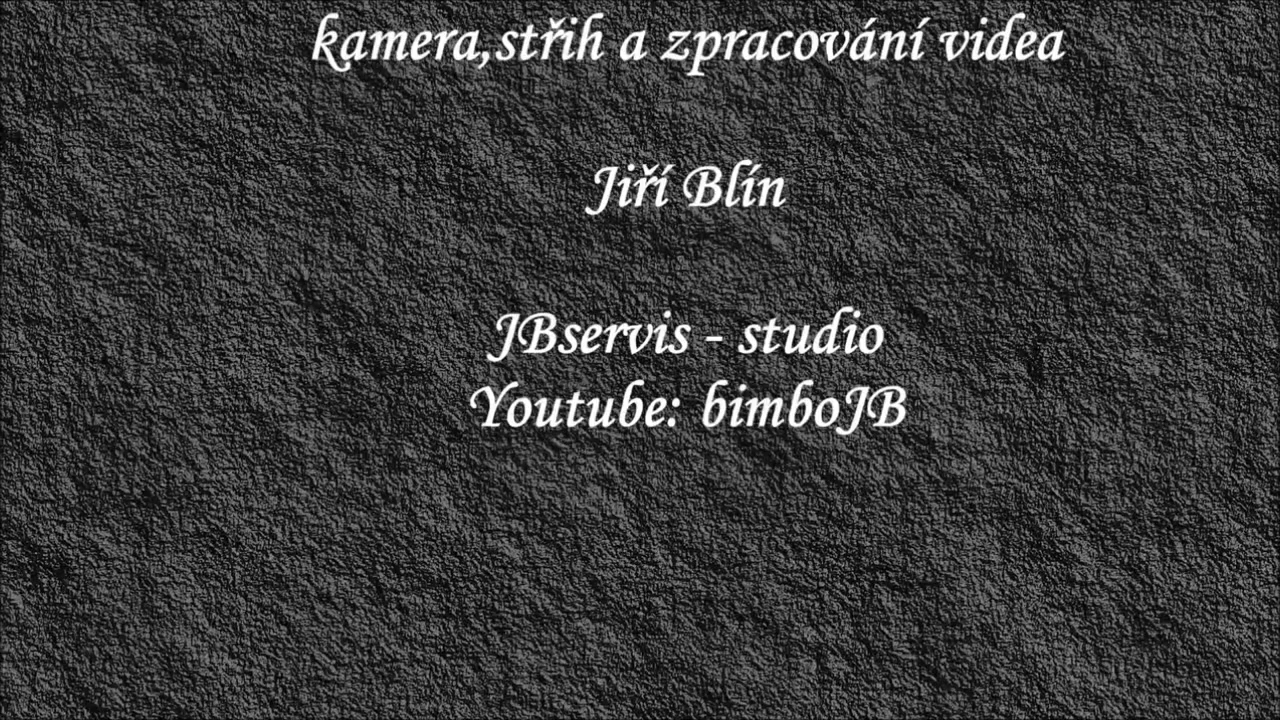 kamera,střih a zpracování videa
Jiří Blín
JBservis - studio
Youtube: bimboJB